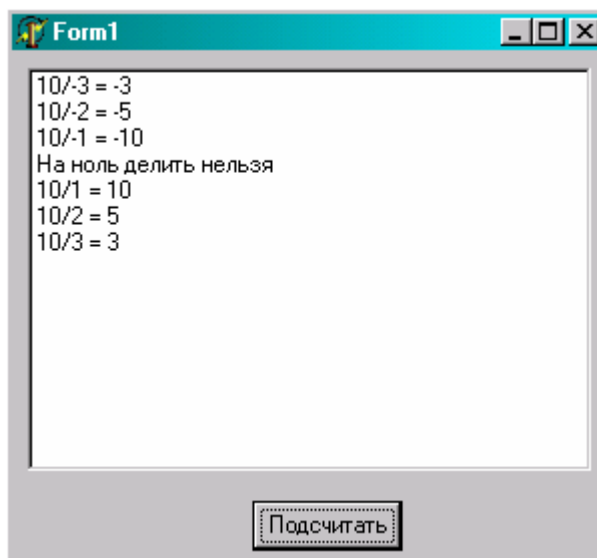 Form1
10/-3 = -3
10/-2 = -5
10/-1 = -10
На ноль делить нельзя
10/1 = 10
10/2 = 5
10/3 = 3
Подсчитать